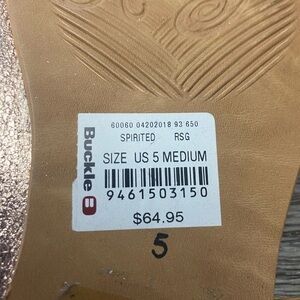 60060 04202018 93 650
SPIRITED RSG
SIZE US 5 MEDIUM
9461503150
$64.95
Buckle B
5